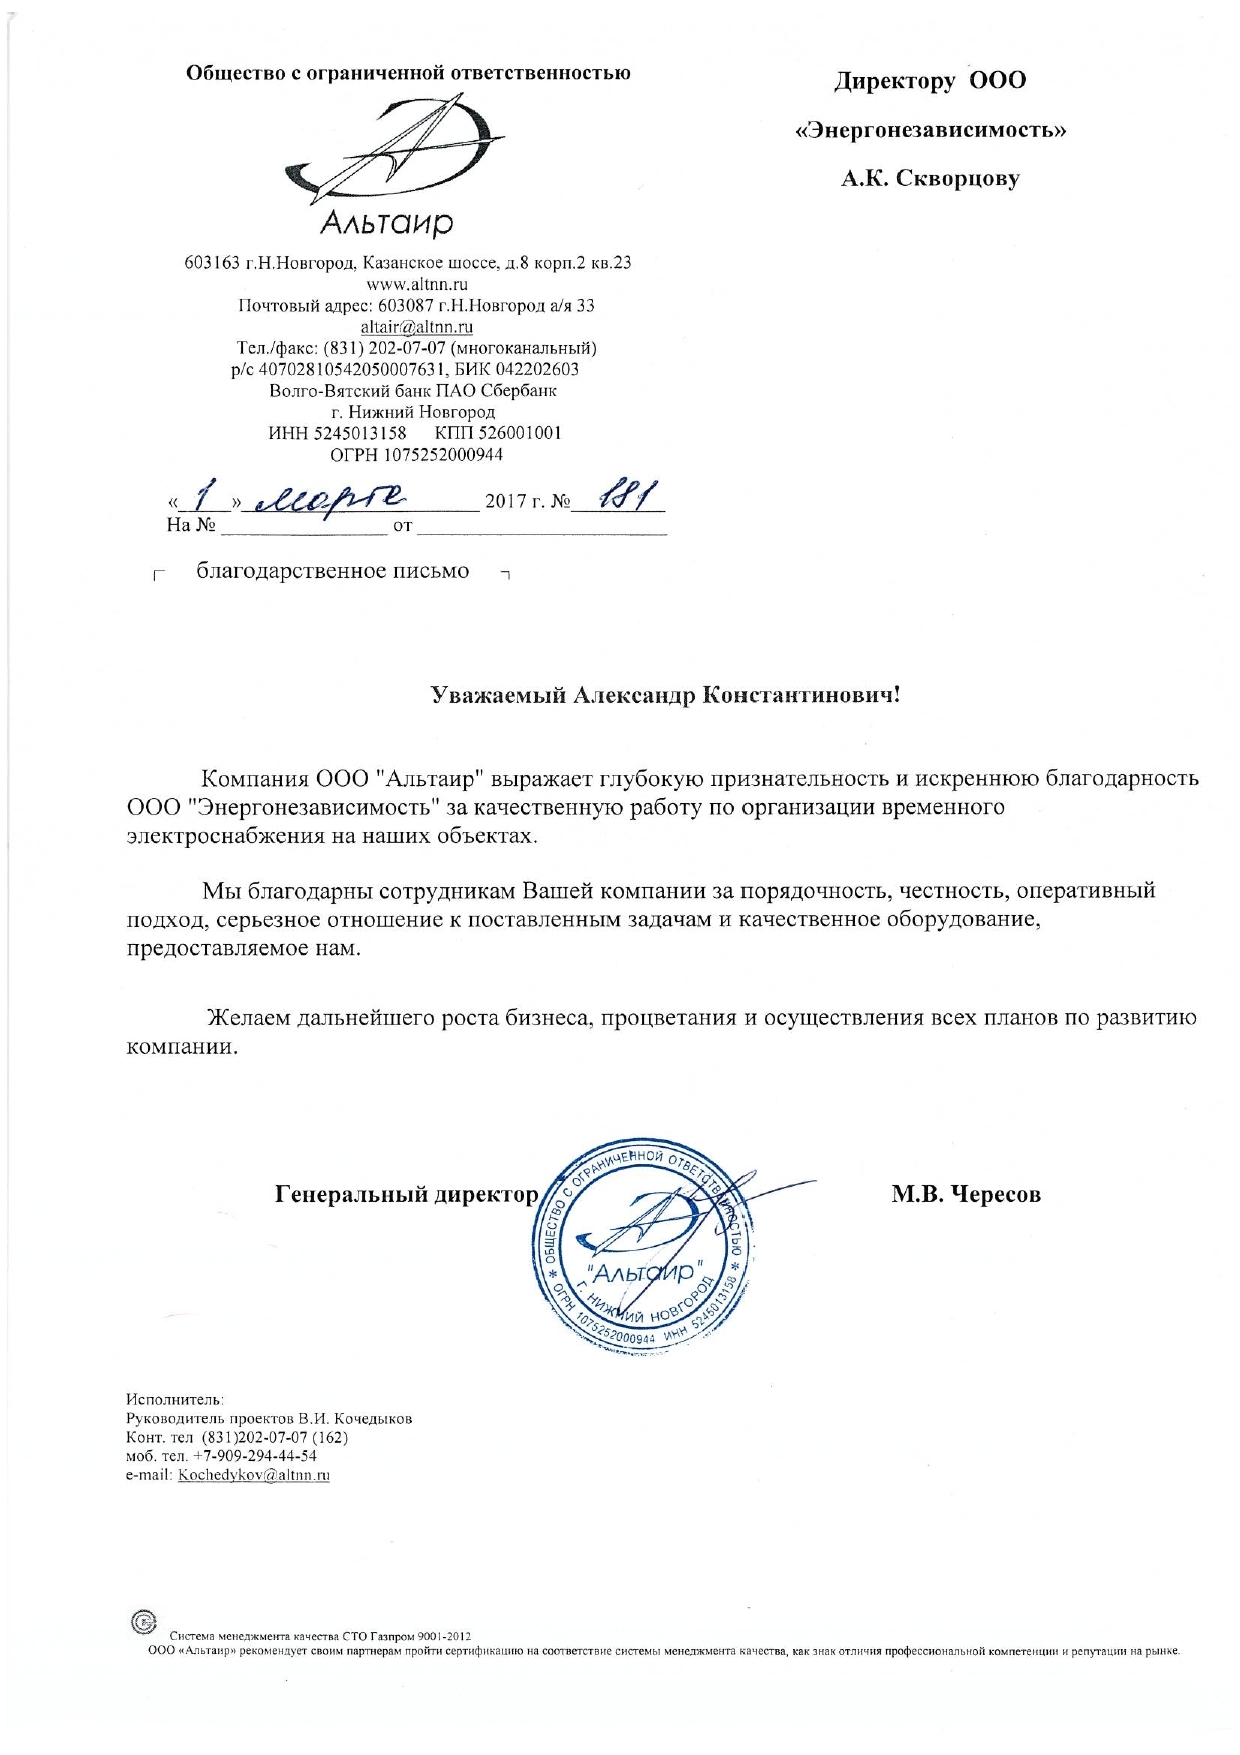 Общество с ограниченной ответственностью
Альтаир
603163 г.Н.Новгород, Казанское шоссе, д.8 корп.2 кв.23
www.altnn.ru
Почтовый адрес: 603087 г.Н.Новгород а/я 33
altair@altnn.ru
Тел./факс: (831) 202-07-07 (многоканальный)
р/с 40702810542050007631, БИК 042202603
Волго-Вятский банк ПАО Сбербанк
г. Нижний Новгород
ИНН 5245013158 КПП 526001001
ОГРН 1075252000944
« 1 » марта 2017 г. № 181
На № ________________ от ________________________
благодарственное письмо
Директору ООО
«Энергонезависимость»
А.К. Скворцову
Уважаемый Александр Константинович!
Компания ООО "Альтаир" выражает глубокую признательность и искреннюю благодарность
ООО "Энергонезависимость" за качественную работу по организации временного
электроснабжения на наших объектах.
Мы благодарны сотрудникам Вашей компании за порядочность, честность, оперативный
подход, серьезное отношение к поставленным задачам и качественное оборудование,
предоставляемое нам.
Желаем дальнейшего роста бизнеса, процветания и осуществления всех планов по развитию
компании.
Генеральный директор М.В. Чересов
ОБЩЕСТВО С ОГРАНИЧЕННОЙ ОТВЕТСТВЕННОСТЬЮ
"Альтаир"
г. НИЖНИЙ НОВГОРОД
* ОГРН 1075252000944 ИНН 5245013158 *
Исполнитель:
Руководитель проектов В.И. Кочедыков
Конт. тел (831)202-07-07 (162)
моб. тел. +7-909-294-44-54
e-mail: Kochedykov@altnn.ru
Система менеджмента качества СТО Газпром 9001-2012
ООО «Альтаир» рекомендует своим партнерам пройти сертификацию на соответствие системы менеджмента качества, как знак отличия профессиональной компетенции и репутации на рынке.